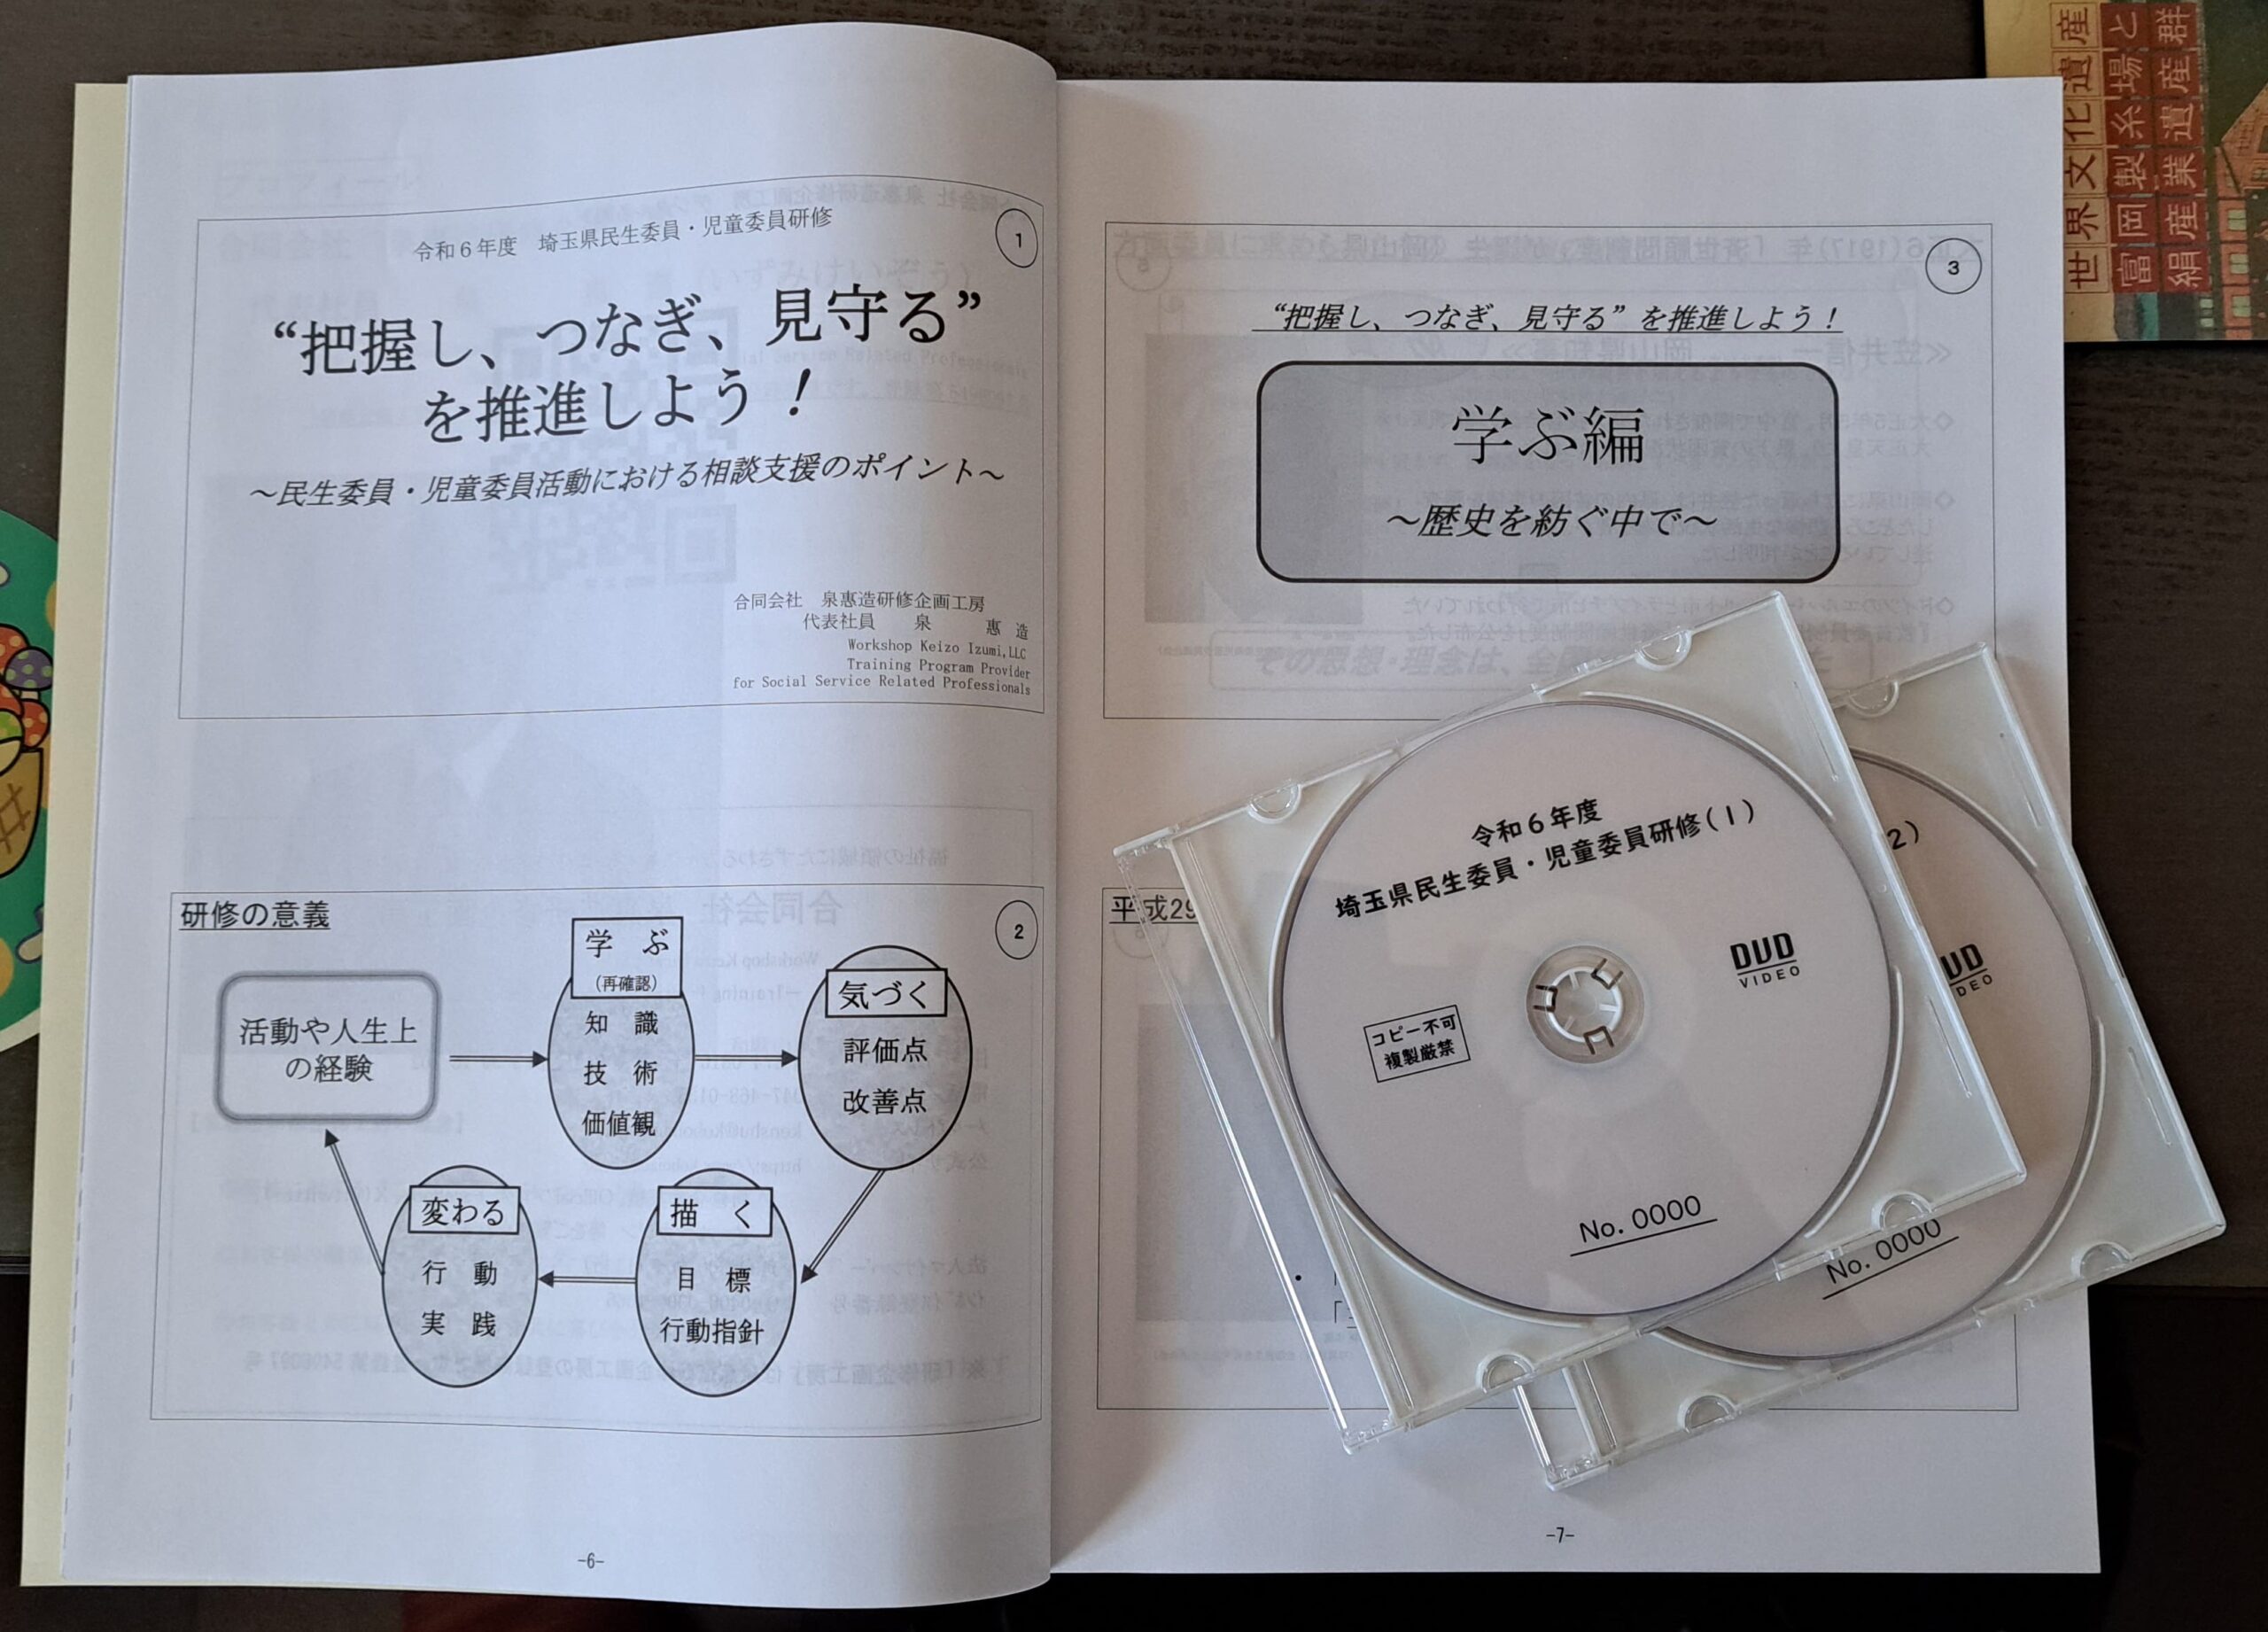 令和６年度　埼玉県民生委員・児童委員研修
1
“把握し、つなぎ、見守る”
を推進しよう！
～民生委員・児童委員活動における相談支援のポイント～
合同会社　泉惠造研修企画工房
代表社員　泉　惠　造
Workshop Keizo Izumi,LLC
Training Program Provider
for Social Service Related Professionals
研修の意義
2
活動や人生上
の経験
学　ぶ
（再確認）
知　識
技　術
価値観
気づく
評価点
改善点
描　く
目　標
行動指針
変わる
行　動
実　践
-6-
3
“把握し、つなぎ、見守る”を推進しよう！
学ぶ編
～歴史を紡ぐ中で～
平成29
-7-
令和６年度
埼玉県民生委員・児童委員研修(１)
DVD
VIDEO
コピー不可
複製厳禁
No. 0000
2)
UD
DEO
No. 0000
世界文化遺産
富岡製糸場と
絹産業遺産群